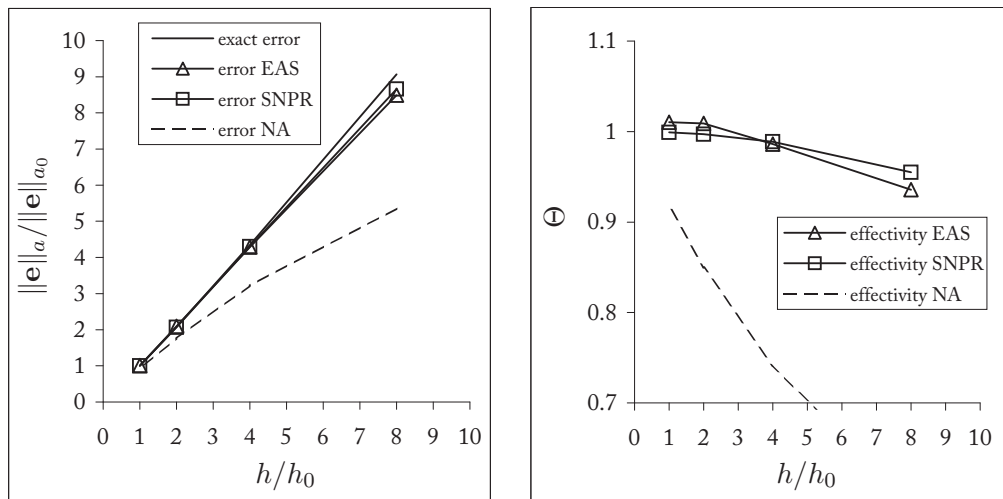 10
9
8
7
6
5
4
3
2
1
0
||e||a/||e||a0
exact error
error EAS
error SNPR
error NA
0 1 2 3 4 5 6 7 8 9 10
h/h0
1.1
1
0.9
0.8
0.7
Θ
effectivity EAS
effectivity SNPR
effectivity NA
0 1 2 3 4 5 6 7 8 9 10
h/h0